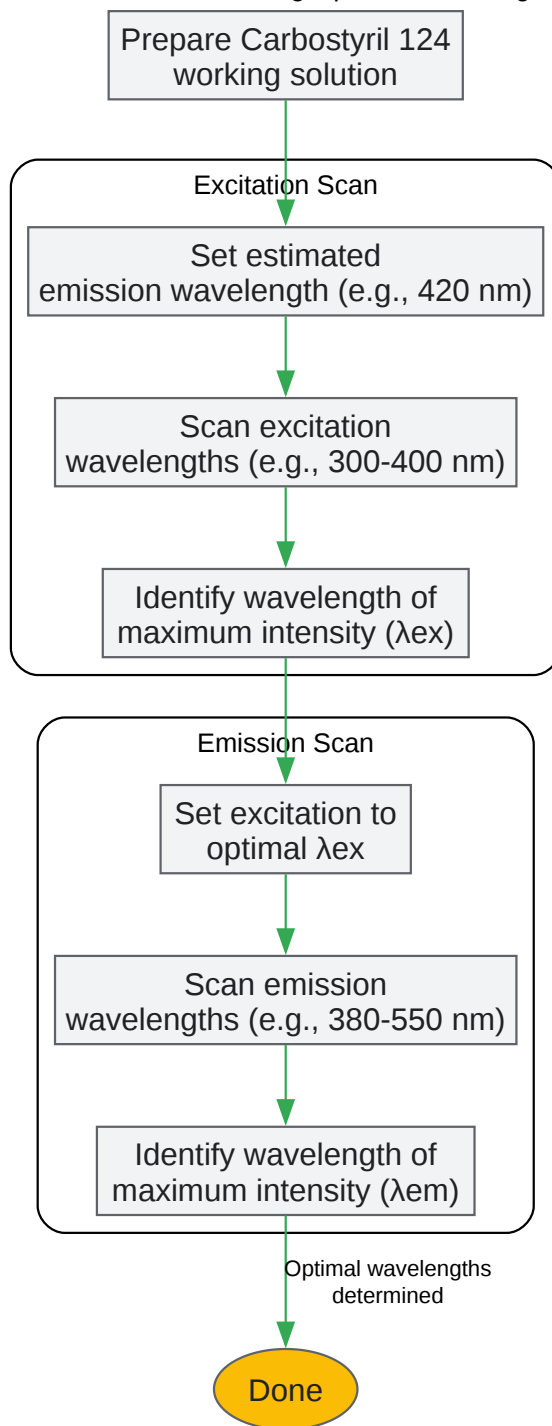 Prepare Carbostyril 124
working solution
Excitation Scan
Set estimated
emission wavelength (e.g., 420 nm)
Scan excitation
wavelengths (e.g., 300-400 nm)
Identify wavelength of
maximum intensity (λex)
Emission Scan
Set excitation to
optimal λex
Scan emission
wavelengths (e.g., 380-550 nm)
Identify wavelength of
maximum intensity (λem)
Optimal wavelengths
determined
Done